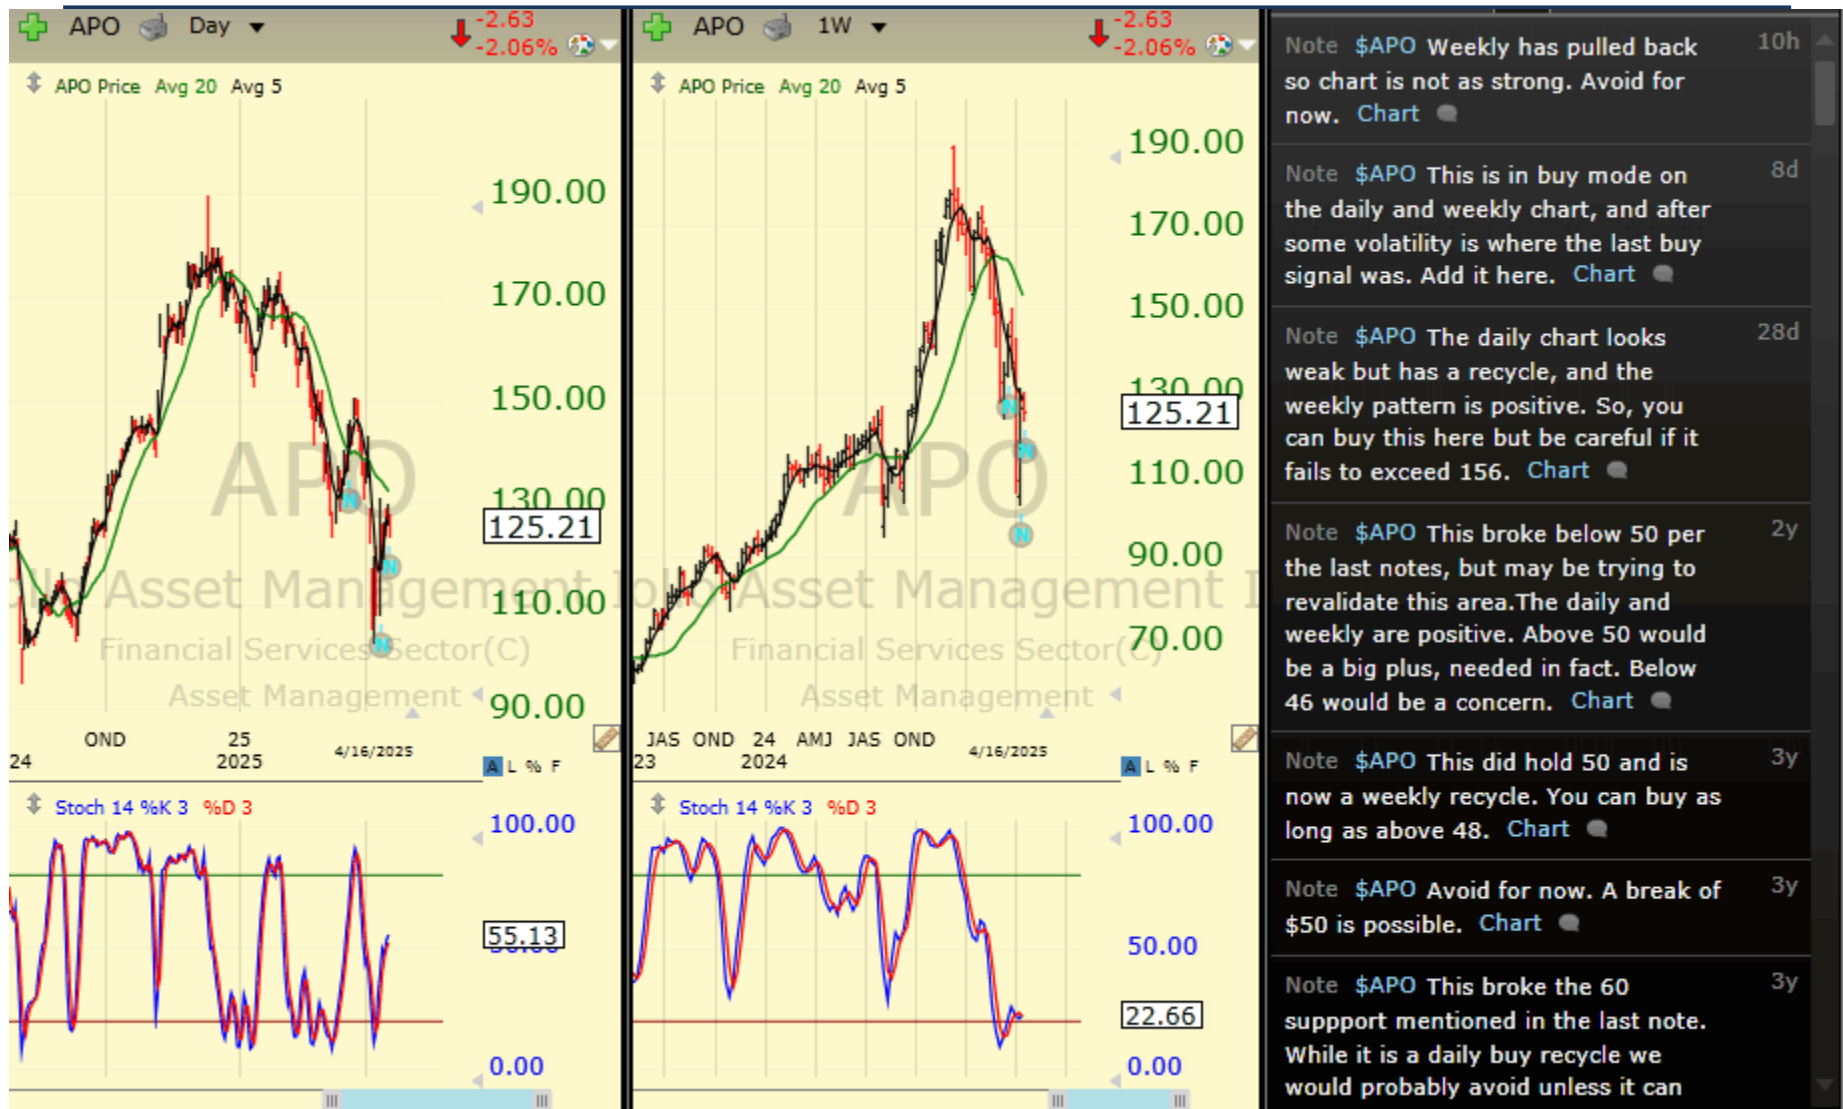 APO Day -2.63
-2.06%
APO Price Avg 20 Avg 5
190.00
170.00
150.00
130.00
125.21
110.00
90.00
APO
Asset Management
Financial Services Sector(C)
Asset Management
OND 25 4/16/2025
24 2025
A L % F
Stoch 14 %K 3 %D 3
100.00
55.13
50.00
0.00
APO 1W -2.63
-2.06%
APO Price Avg 20 Avg 5
190.00
170.00
150.00
130.00
125.21
110.00
90.00
70.00
APO
Asset Management
Financial Services Sector(C)
Asset Management
JAS OND 24 AMJ JAS OND 4/16/2025
23 2024
A L % F
Stoch 14 %K 3 %D 3
100.00
50.00
22.66
0.00
N
N
N
N
N
N
Note $APO Weekly has pulled back 10h
so chart is not as strong. Avoid for
now. Chart
Note $APO This is in buy mode on 8d
the daily and weekly chart, and after
some volatility is where the last buy
signal was. Add it here. Chart
Note $APO The daily chart looks 28d
weak but has a recycle, and the
weekly pattern is positive. So, you
can buy this here but be careful if it
fails to exceed 156. Chart
Note $APO This broke below 50 per 2y
the last notes, but may be trying to
revalidate this area.The daily and
weekly are positive. Above 50 would
be a big plus, needed in fact. Below
46 would be a concern. Chart
Note $APO This did hold 50 and is 3y
now a weekly recycle. You can buy as
long as above 48. Chart
Note $APO Avoid for now. A break of 3y
$50 is possible. Chart
Note $APO This broke the 60 3y
suppport mentioned in the last note.
While it is a daily buy recycle we
would probably avoid unless it can